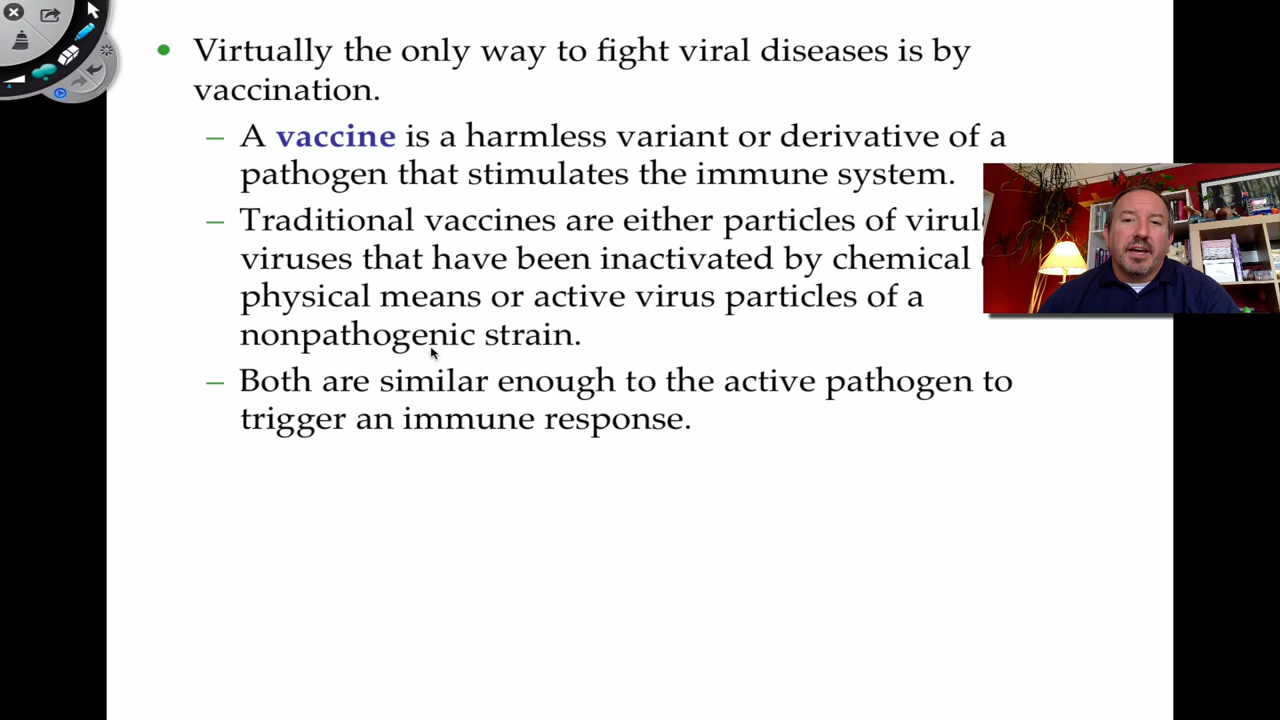 • Virtually the only way to fight viral diseases is by
vaccination.
– A vaccine is a harmless variant or derivative of a
pathogen that stimulates the immune system.
– Traditional vaccines are either particles of
viruses that have been inactivated by chemical
physical means or active virus particles of a
nonpathogenic strain.
– Both are similar enough to the active pathogen to
trigger an immune response.